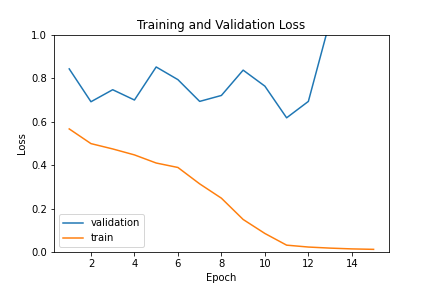 Training and Validation Loss
1.0
0.8
0.6
0.4
0.2
0.0
Loss
validation
train
2 4 6 8 10 12 14
Epoch